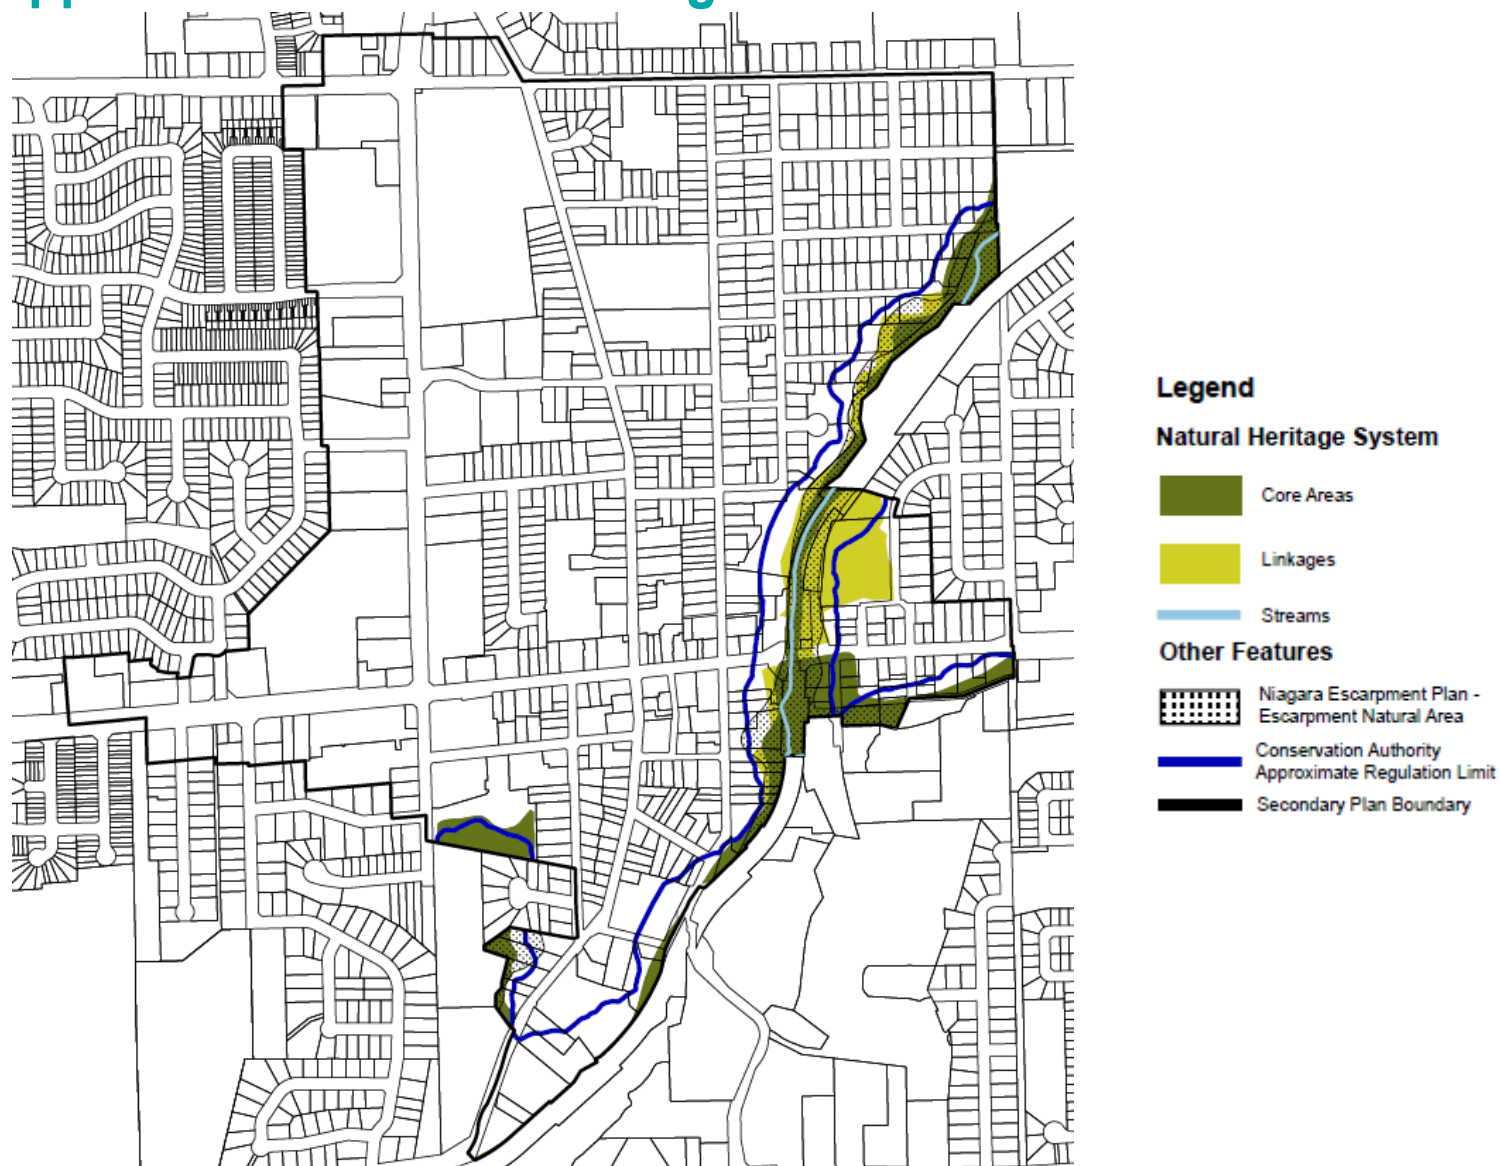 Legend
Natural Heritage System
Core Areas
Linkages
Streams
Other Features
Niagara Escarpment Plan -
Escarpment Natural Area
Conservation Authority
Approximate Regulation Limit
Secondary Plan Boundary